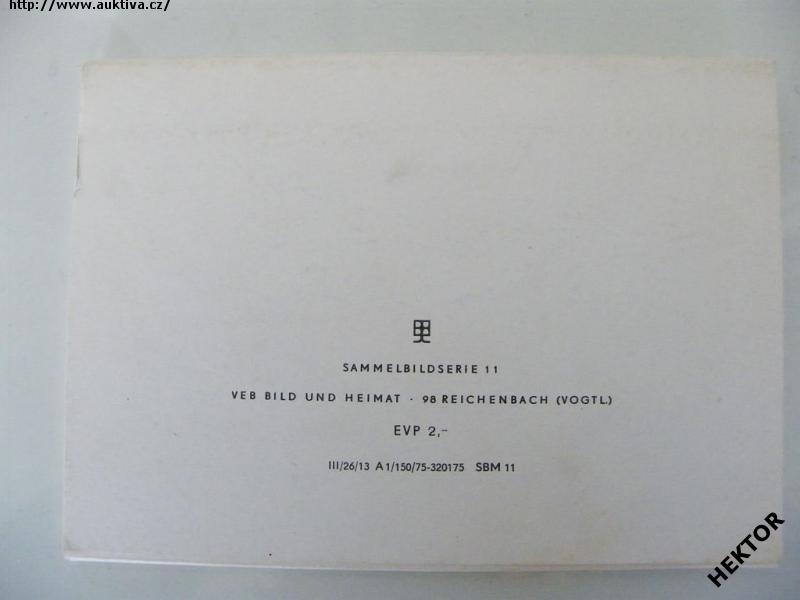 http://www.auktiva.cz/
SAMMELBILDSERIE 11
VEB BILD UND HEIMAT · 98 REICHENBACH (VOGTL.)
EVP 2,-
III/26/13 A 1/150/75-320175 SBM 11
HEKTOR